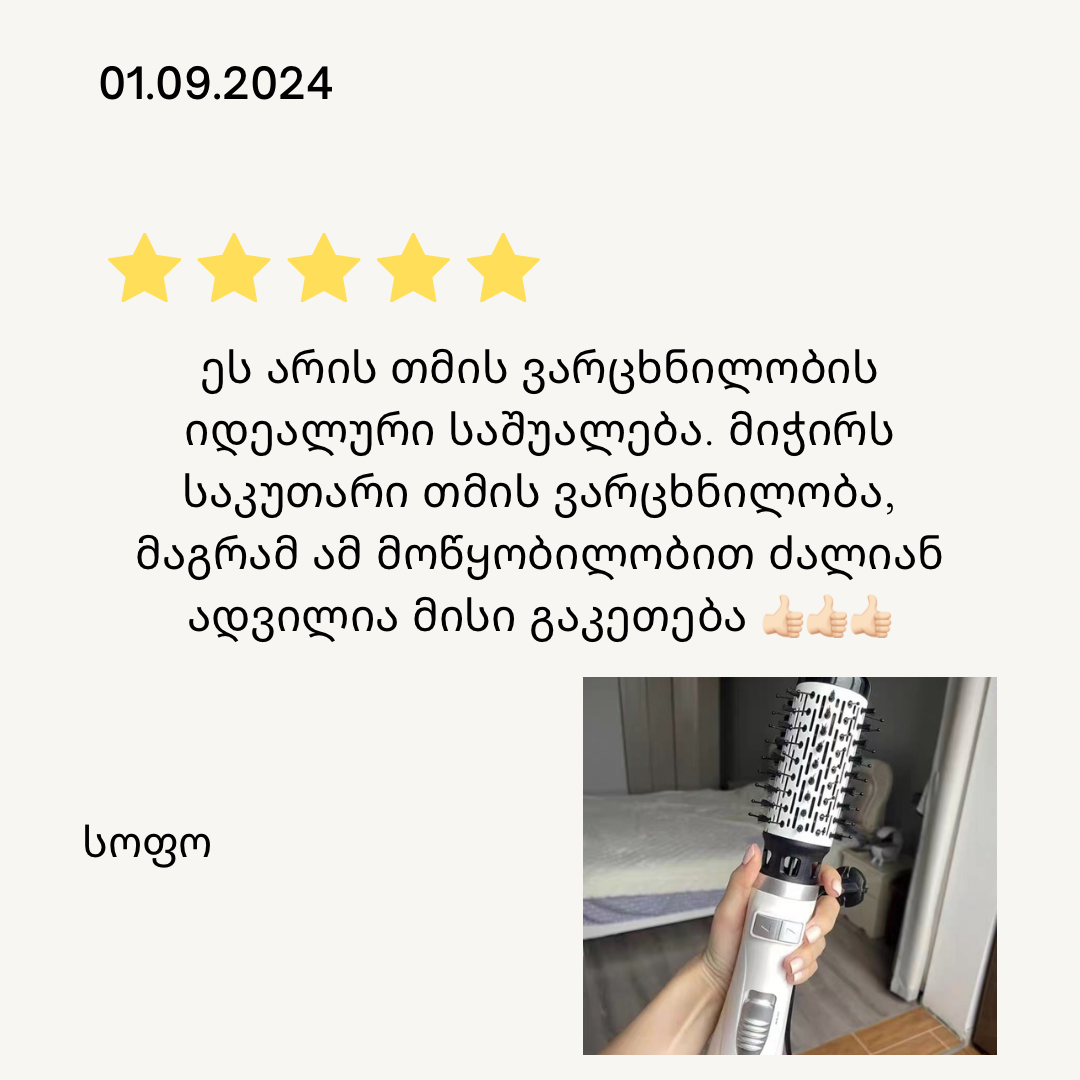 01.09.2024
ეს არის თმის ვარცხნილობის
იდეალური საშუალება. მიჭირს
საკუთარი თმის ვარცხნილობა,
მაგრამ ამ მოწყობილობით ძალიან
ადვილია მისი გაკეთება 👍🏻👍🏻👍🏻
სოფო